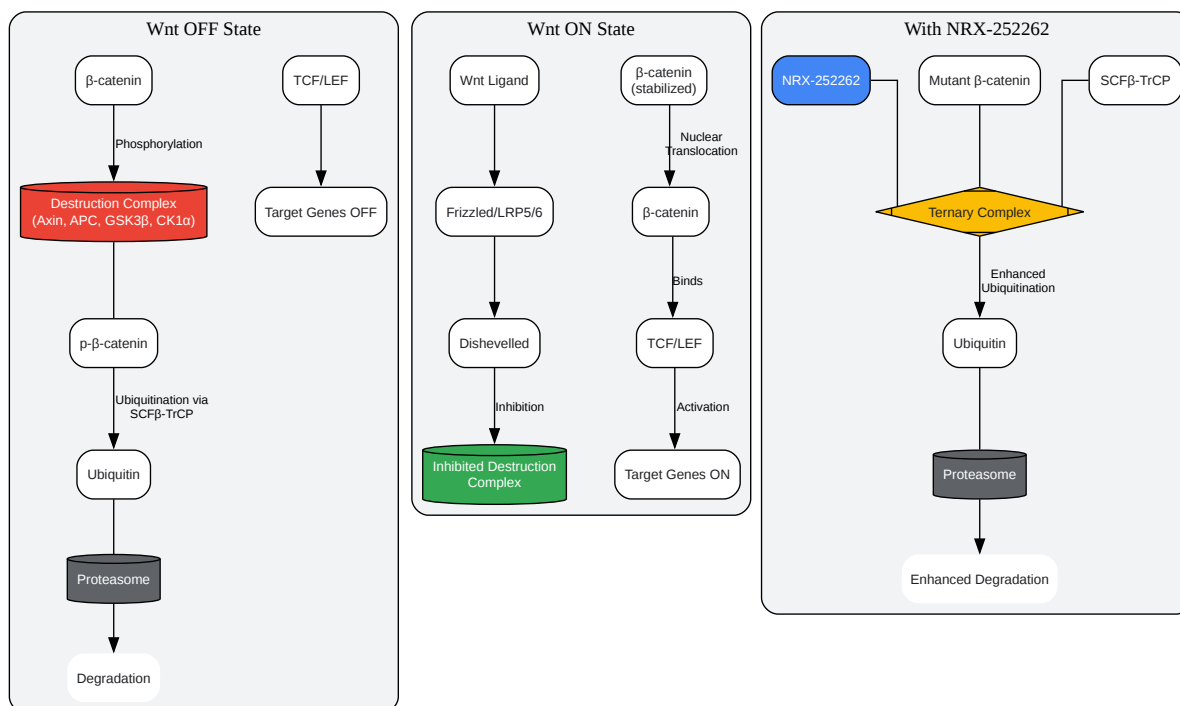 Wnt OFF State
β-catenin
TCF/LEF
Phosphorylation
Destruction Complex
(Axin, APC, GSK3β, CK1α)
Target Genes OFF
p-β-catenin
Ubiquitination via
SCFβ-TrCP
Ubiquitin
Proteasome
Degradation
Wnt ON State
Wnt Ligand
β-catenin
(stabilized)
Nuclear
Translocation
Frizzled/LRP5/6
β-catenin
Binds
Dishevelled
TCF/LEF
Inhibition
Activation
Inhibited Destruction
Complex
Target Genes ON
With NRX-252262
NRX-252262
Mutant β-catenin
SCFβ-TrCP
Ternary Complex
Enhanced
Ubiquitination
Ubiquitin
Proteasome
Enhanced Degradation